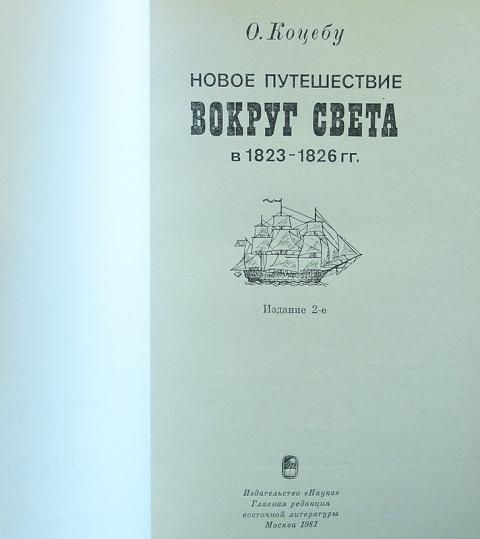 О. Коцебу
НОВОЕ ПУТЕШЕСТВИЕ
ВОКРУГ СВЕТА
в 1823-1826 гг.
Издание 2-е
Издательство «Наука»
Главная редакция
восточной литературы
Москва 1981